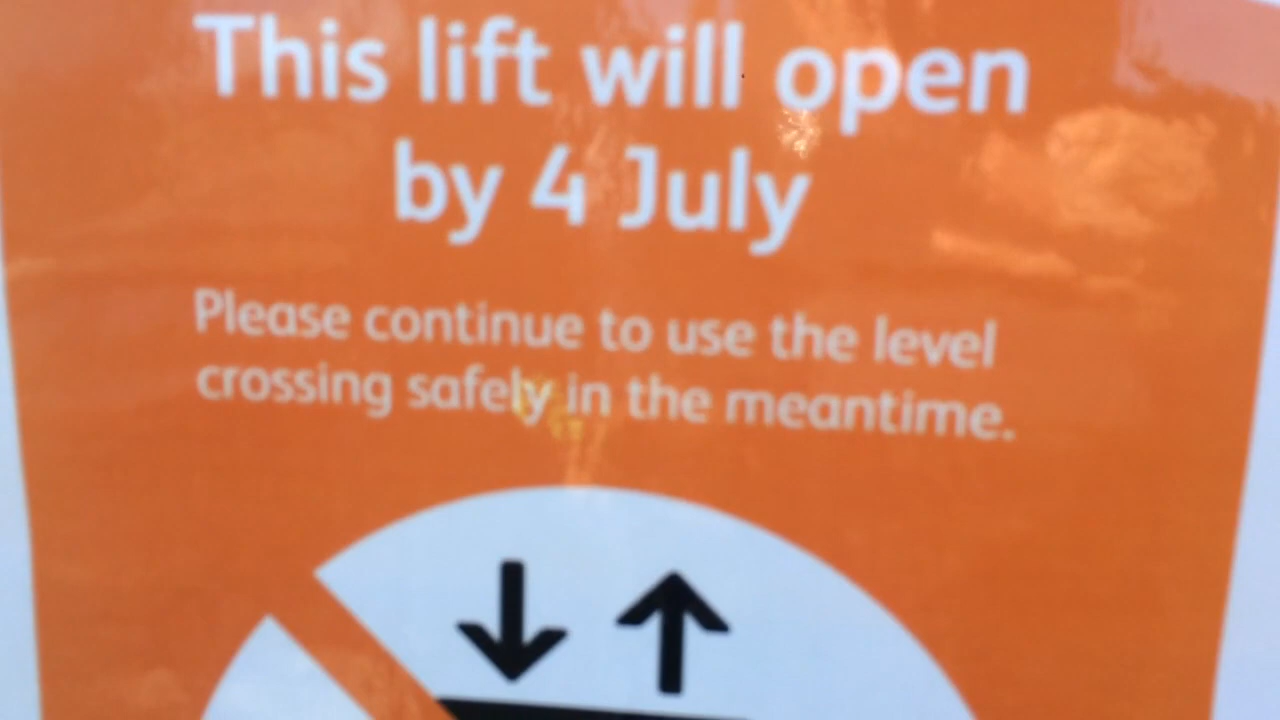 This lift will open
by 4 July
Please continue to use the level
crossing safely in the meantime.